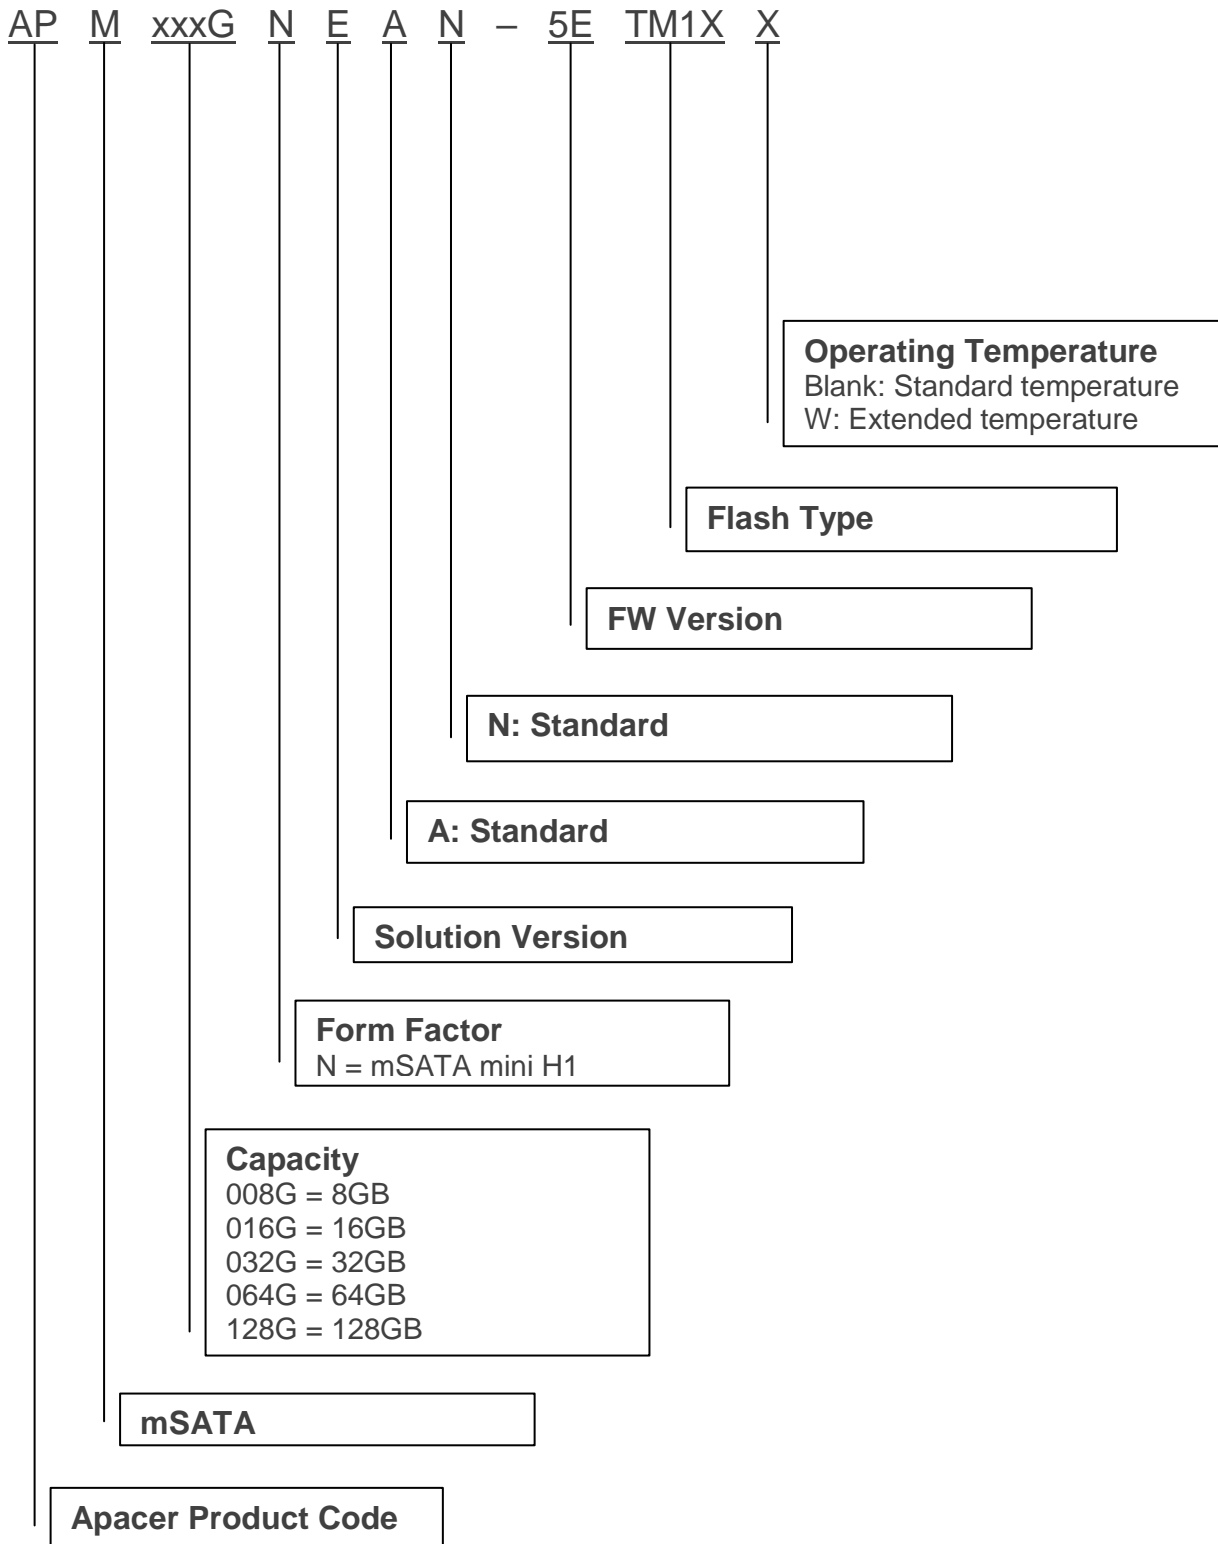 AP M xxxG N E A N – 5E TM1X X
Operating Temperature
Blank: Standard temperature
W: Extended temperature
Flash Type
FW Version
N: Standard
A: Standard
Solution Version
Form Factor
N = mSATA mini H1
Capacity
008G = 8GB
016G = 16GB
032G = 32GB
064G = 64GB
128G = 128GB
mSATA
Apacer Product Code